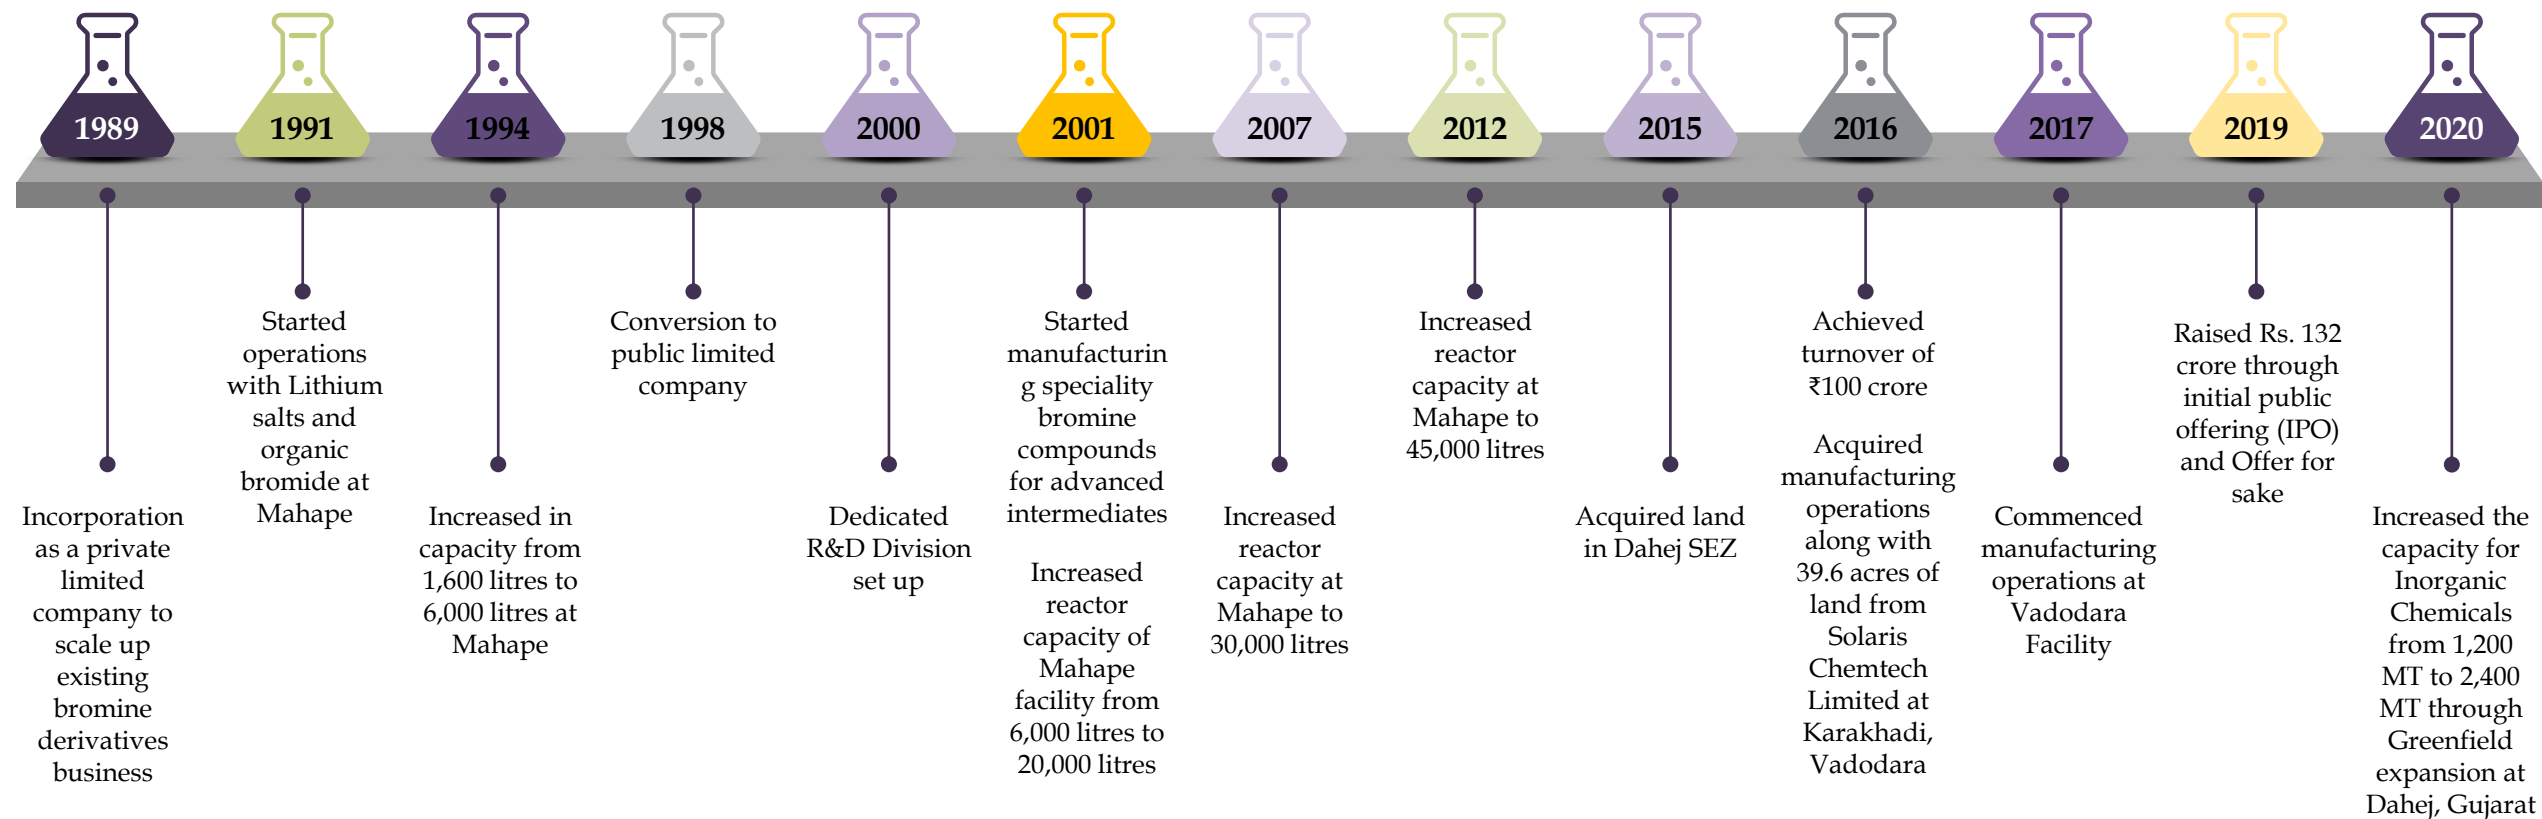 1989
1991
1994
1998
2000
2001
2007
2012
2015
2016
2017
2019
2020
Incorporation
as a private
limited
company to
scale up
existing
bromine
derivatives
business
Started
operations
with Lithium
salts and
organic
bromide at
Mahape
Increased in
capacity from
1,600 litres to
6,000 litres at
Mahape
Conversion to
public limited
company
Dedicated
R&D Division
set up
Started
manufacturin
g speciality
bromine
compounds
for advanced
intermediates
Increased
reactor
capacity of
Mahape
facility from
6,000 litres to
20,000 litres
Increased
reactor
capacity at
Mahape to
30,000 litres
Increased
reactor
capacity at
Mahape to
45,000 litres
Acquired land
in Dahej SEZ
Achieved
turnover of
₹100 crore
Acquired
manufacturing
operations
along with
39.6 acres of
land from
Solaris
Chemtech
Limited at
Karakhadi,
Vadodara
Commenced
manufacturing
operations at
Vadodara
Facility
Raised Rs. 132
crore through
initial public
offering (IPO)
and Offer for
sake
Increased the
capacity for
Inorganic
Chemicals
from 1,200
MT to 2,400
MT through
Greenfield
expansion at
Dahej, Gujarat